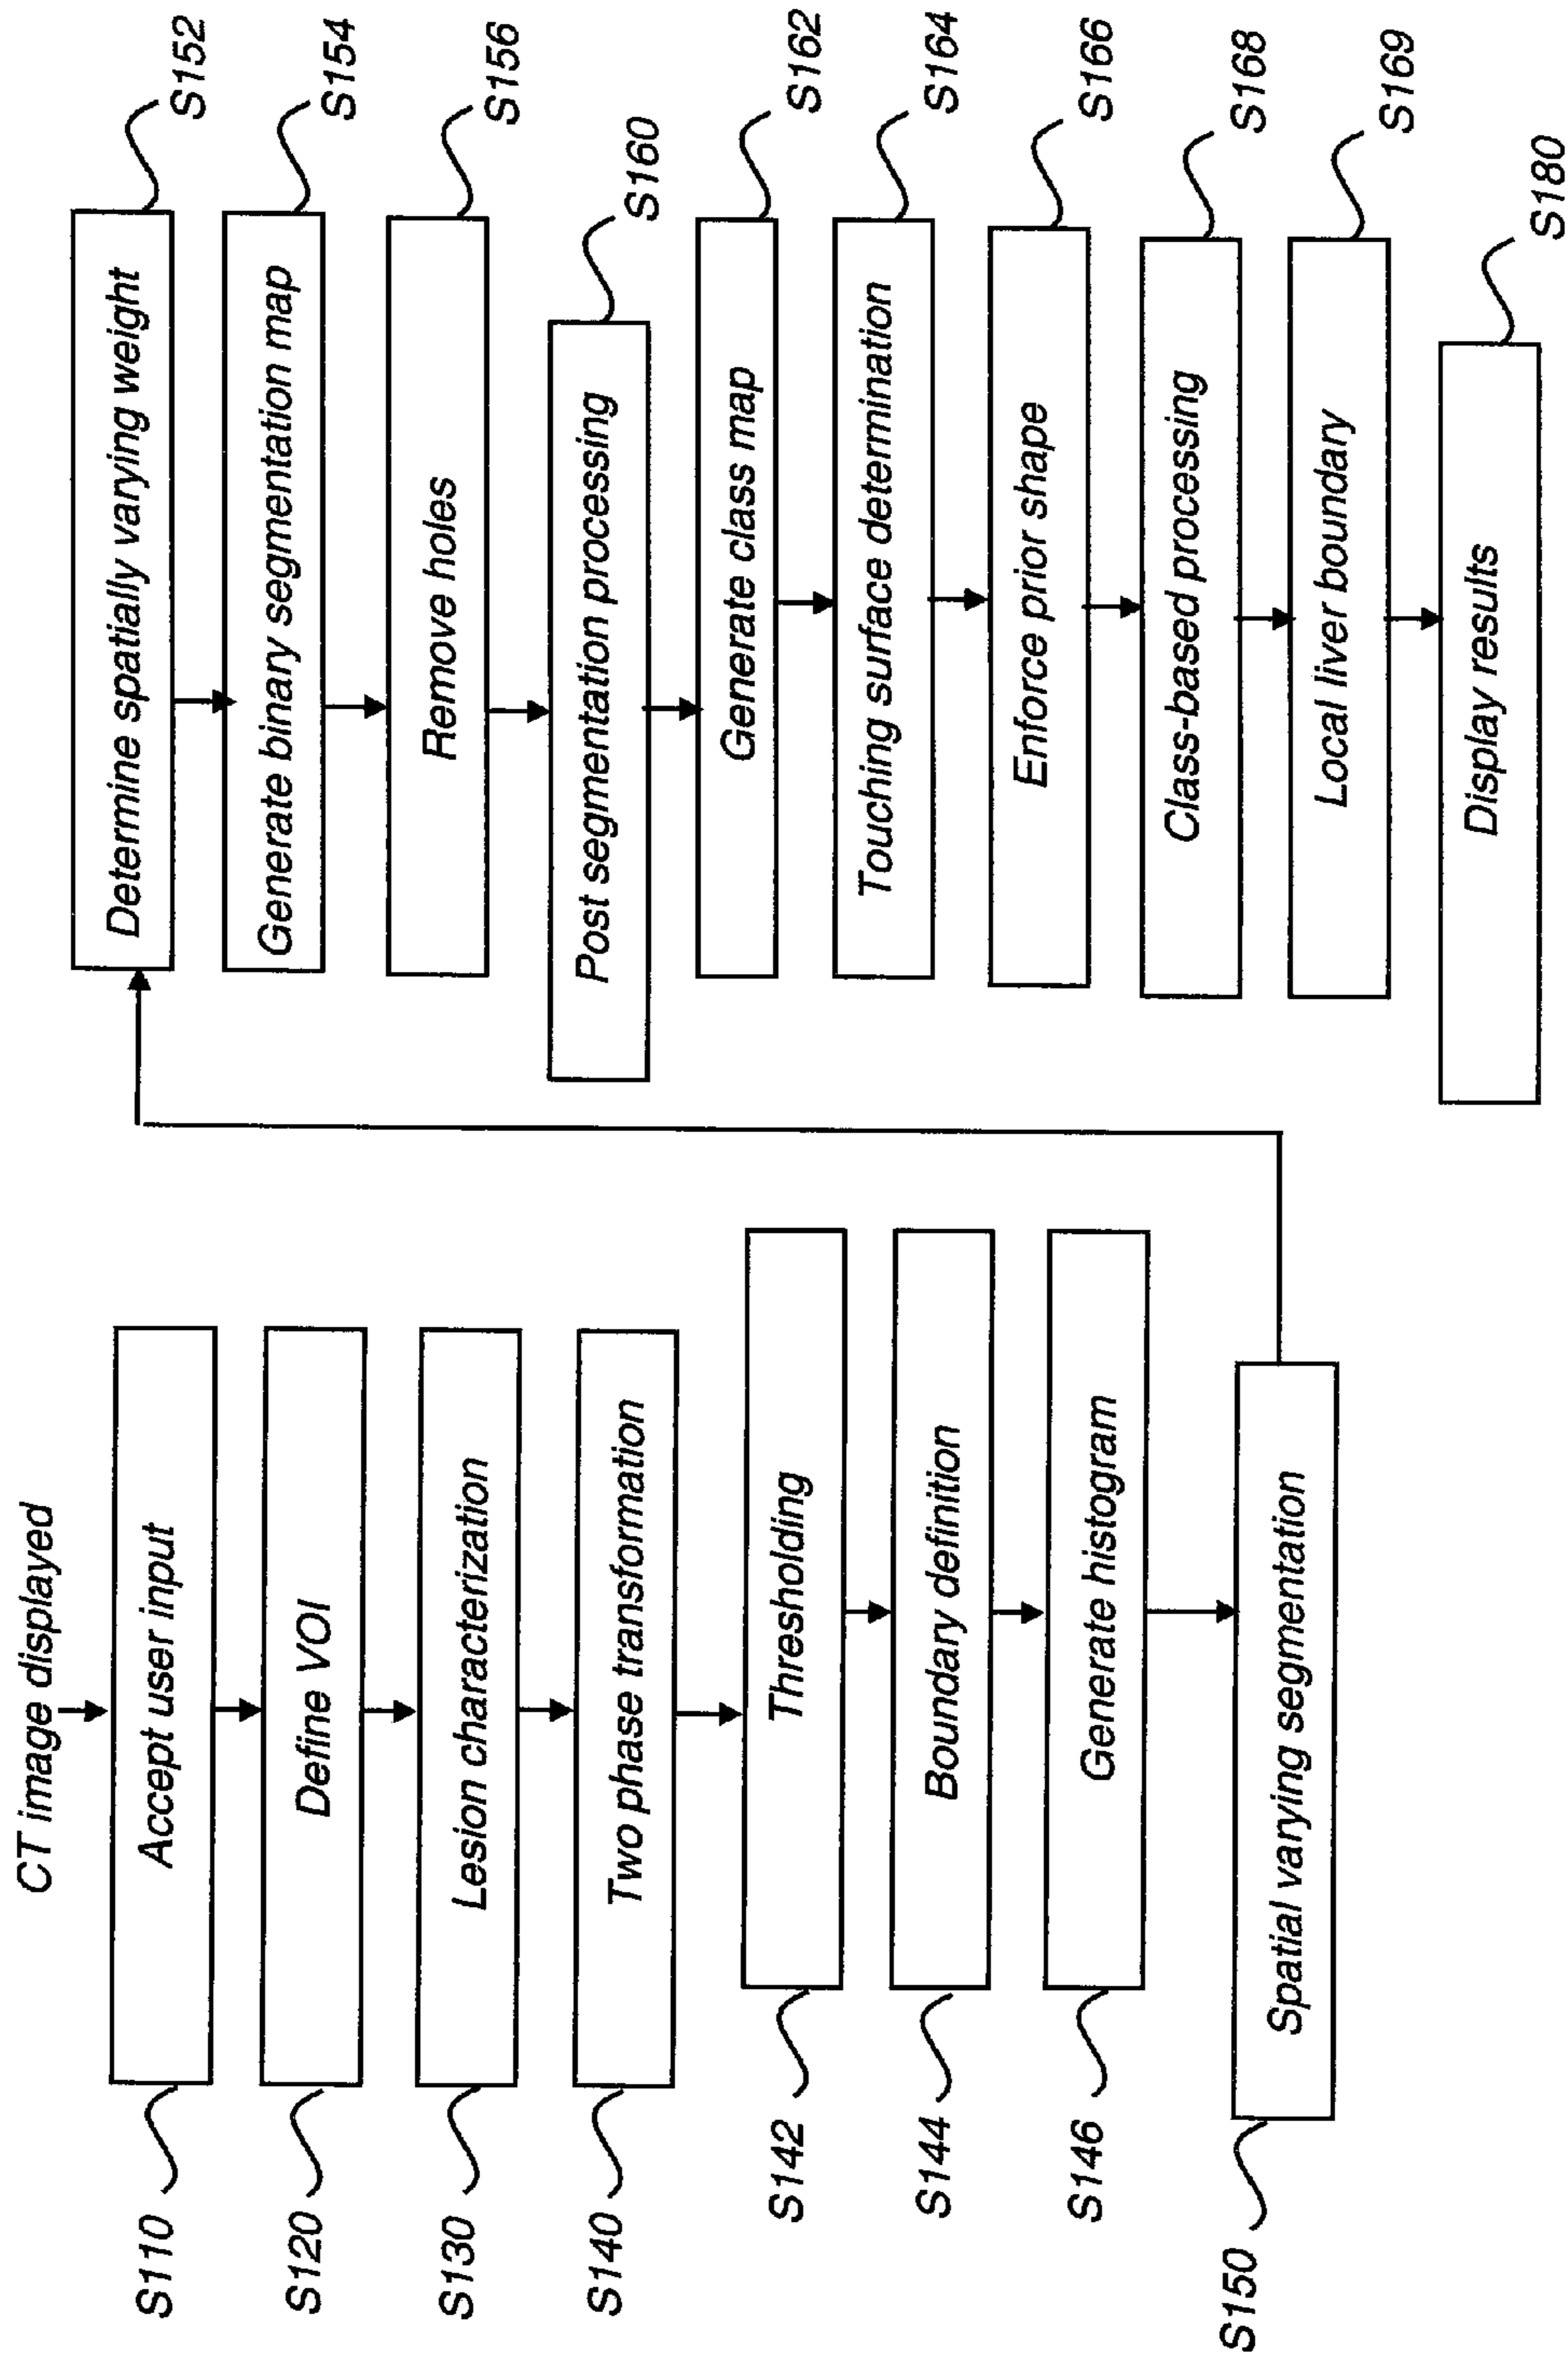 CT image displayed
Accept user input
S110
Define VOI
S120
Lesion characterization
S130
Two phase transformation
S140
Thresholding
S142
Boundary definition
S144
Generate histogram
S146
Spatial varying segmentation
S150
Determine spatially varying weight
S152
Generate binary segmentation map
S154
Remove holes
S156
Post segmentation processing
S160
Generate class map
S162
Touching surface determination
S164
Enforce prior shape
S166
Class-based processing
S168
Local liver boundary
S169
Display results
S180